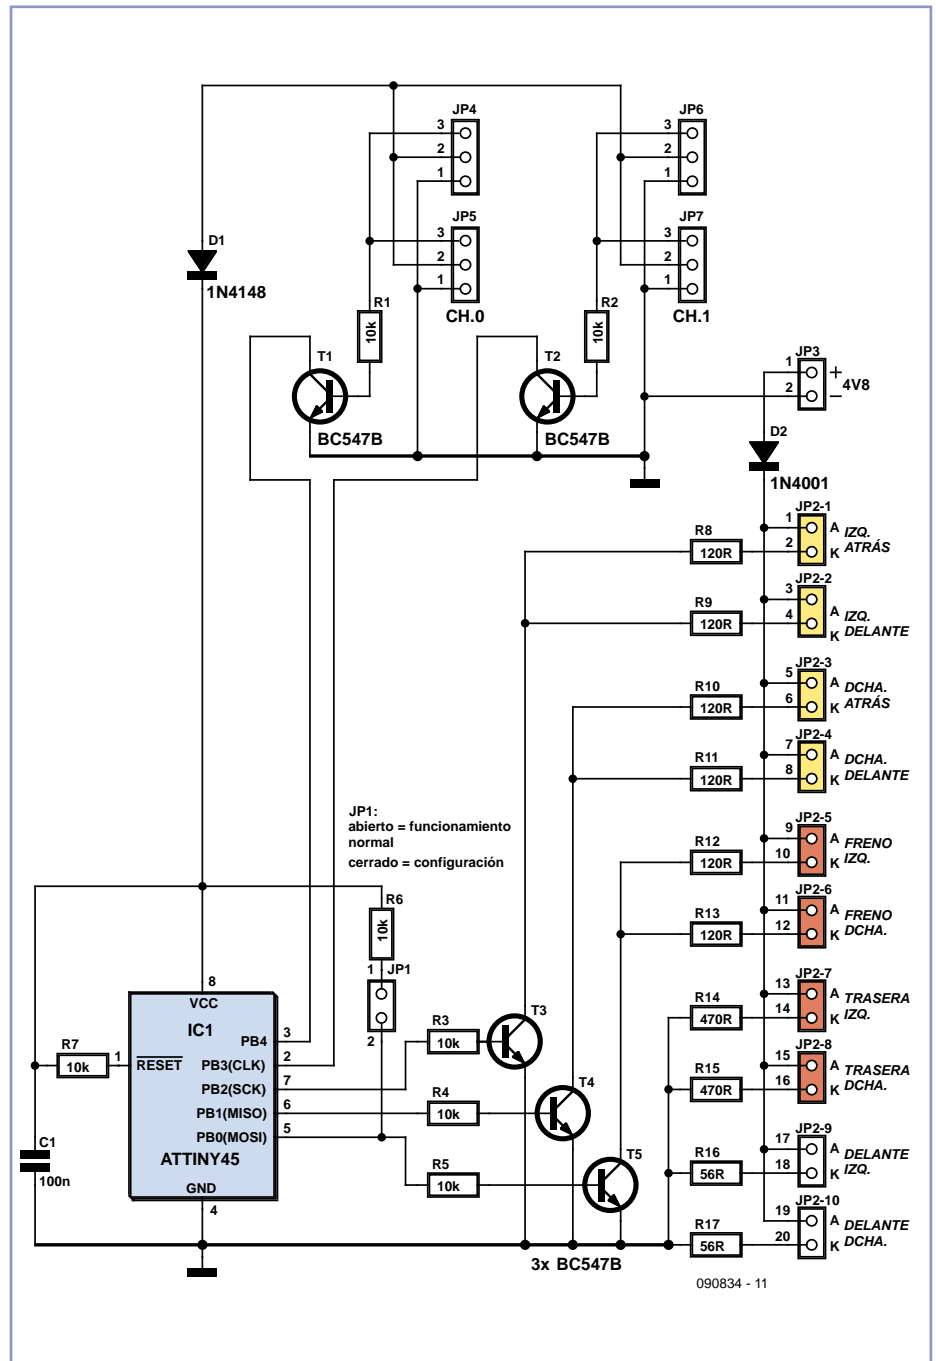 JP4
3
2
1
JP6
3
2
1
JP5
3
2
1
CH.0
JP7
3
2
1
CH.1
D1
1N4148
R1
10k
R2
10k
T1
BC547B
T2
BC547B
JP3
1 +
2 –
4V8
D2
1N4001
JP2-1
R8
120R
1 A IZQ.
2 K ATRÁS
JP2-2
R9
120R
3 A IZQ.
4 K DELANTE
JP2-3
R10
120R
5 A DCHA.
6 K ATRÁS
JP2-4
R11
120R
7 A DCHA.
8 K DELANTE
JP1:
abierto = funcionamiento
normal
cerrado = configuración
JP2-5
R12
120R
9 A FRENO
10 K IZQ.
JP2-6
R13
120R
11 A FRENO
12 K DCHA.
JP2-7
R14
470R
13 A TRASERA
14 K IZQ.
JP2-8
R15
470R
15 A TRASERA
16 K DCHA.
JP2-9
R16
56R
17 A DELANTE
18 K IZQ.
JP2-10
R17
56R
19 A DELANTE
20 K DCHA.
R6
10k
1
JP1
2
8
VCC
IC1
PB4 3
PB3(CLK) 2
PB2(SCK) 7
PB1(MISO) 6
PB0(MOSI) 5
1 RESET
ATTINY45
GND
4
R7
10k
C1
100n
R3
10k
R4
10k
R5
10k
T3
T4
T5
3x BC547B
090834 - 11